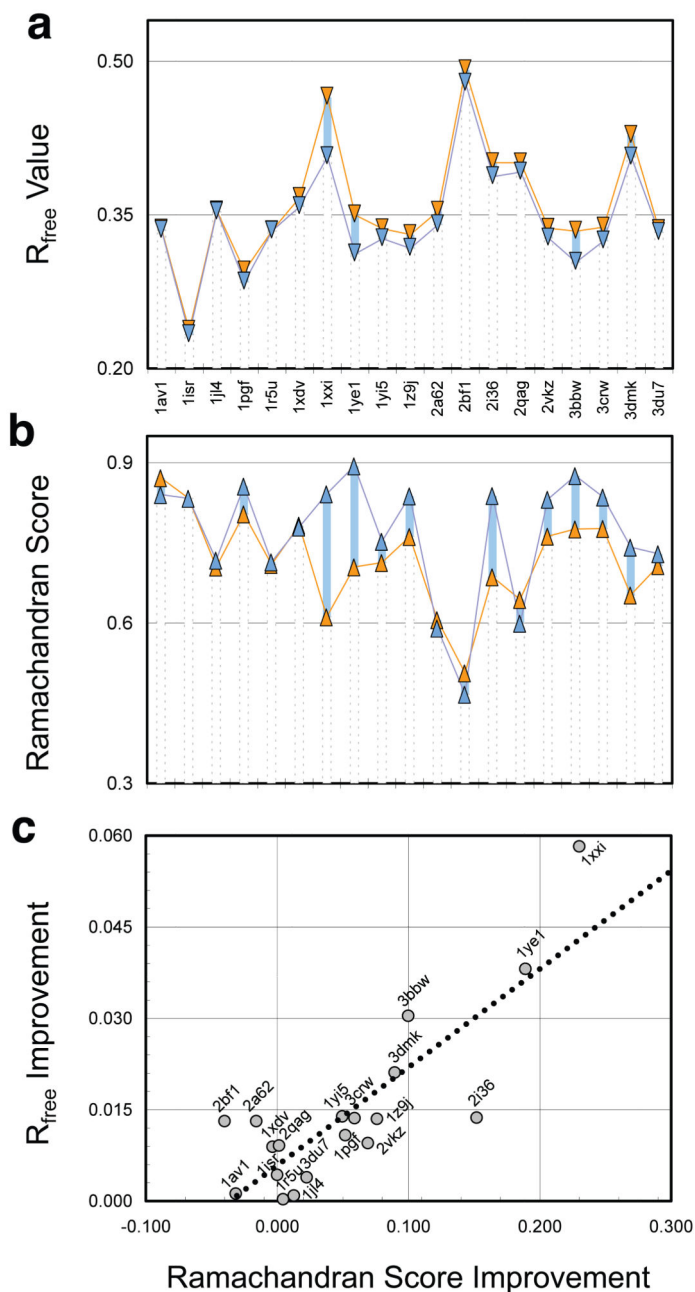 a
0.50
0.35
0.20
R_free Value
1av1
1isr
1jl4
1pgf
1r5u
1xdv
1xxi
1ye1
1yi5
1z9j
2a62
2bf1
2i36
2qag
2vkz
3bbw
3crw
3dmk
3du7
b
0.9
0.6
0.3
Ramachandran Score
c
0.060
0.045
0.030
0.015
0.000
R_free Improvement
1xxi
1ye1
3bbw
3dmk
2bf1
2a62
1xdv
2qag
1yi5
3crw
1z9j
2i36
1pgf
2vkz
1av1
1isr
1r5u
3du7
1jl4
-0.100
0.000
0.100
0.200
0.300
Ramachandran Score Improvement